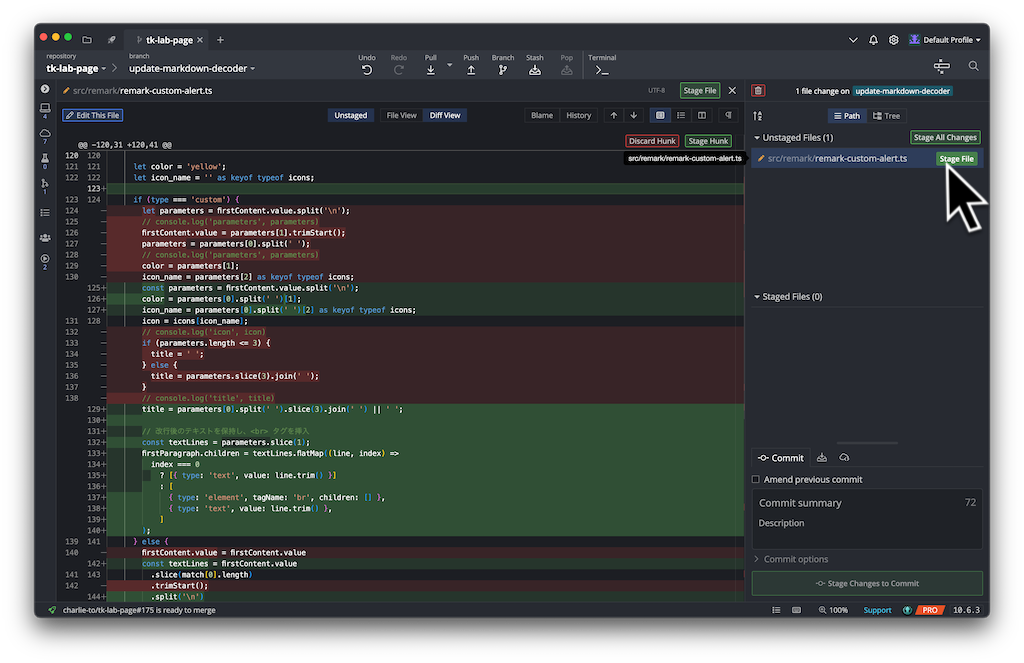 tk-lab-page
repository
tk-lab-page
branch
update-markdown-decoder
Undo
Redo
Pull
Push
Branch
Stash
Pop
Terminal
Default Profile
src/remark/remark-custom-alert.ts
UTF-8
Stage File
1 file change on update-markdown-decoder
Edit This File
Unstaged
File View
Diff View
Blame
History
Path
Tree
@@ -120,31 +120,41 @@
Discard Hunk
Stage Hunk
Unstaged Files (1)
Stage All Changes
src/remark/remark-custom-alert.ts
src/remark/remark-custom-alert.ts
Stage File
120 120
121 121 let color = 'yellow';
122 122 let icon_name = '' as keyof typeof icons;
123+
123 124 if (type === 'custom') {
124 – let parameters = firstContent.value.split('\n');
125 – // console.log('parameters', parameters)
126 – firstContent.value = parameters[1].trimStart();
127 – parameters = parameters[0].split(' ');
128 – // console.log('parameters', parameters)
129 – color = parameters[1];
130 – icon_name = parameters[2] as keyof typeof icons;
125+ const parameters = firstContent.value.split('\n');
126+ color = parameters[0].split(' ')[1];
127+ icon_name = parameters[0].split(' ')[2] as keyof typeof icons;
131 128 icon = icons[icon_name];
132 – // console.log('icon', icon)
133 – if (parameters.length <= 3) {
134 – title = ' ';
135 – } else {
136 – title = parameters.slice(3).join(' ');
137 – }
138 – // console.log('title', title)
129+ title = parameters[0].split(' ').slice(3).join(' ') || ' ';
130+
131+ // 改行後のテキストを保持し、<br> タグを挿入
132+ const textLines = parameters.slice(1);
133+ firstParagraph.children = textLines.flatMap((line, index) =>
134+ index === 0
135+ ? [{ type: 'text', value: line.trim() }]
136+ : [
137+ { type: 'element', tagName: 'br', children: [] },
138+ { type: 'text', value: line.trim() },
139+ ]
140+ );
139 141 } else {
140 – firstContent.value = firstContent.value
142+ const textLines = firstContent.value
141 143 .slice(match[0].length)
142 – .trimStart();
144+ .split('\n')
4
7
0
1
2
Staged Files (0)
Commit
Amend previous commit
Commit summary
72
Description
Commit options
Stage Changes to Commit
charlie-to/tk-lab-page#175 is ready to merge
100%
Support
PRO
10.6.3